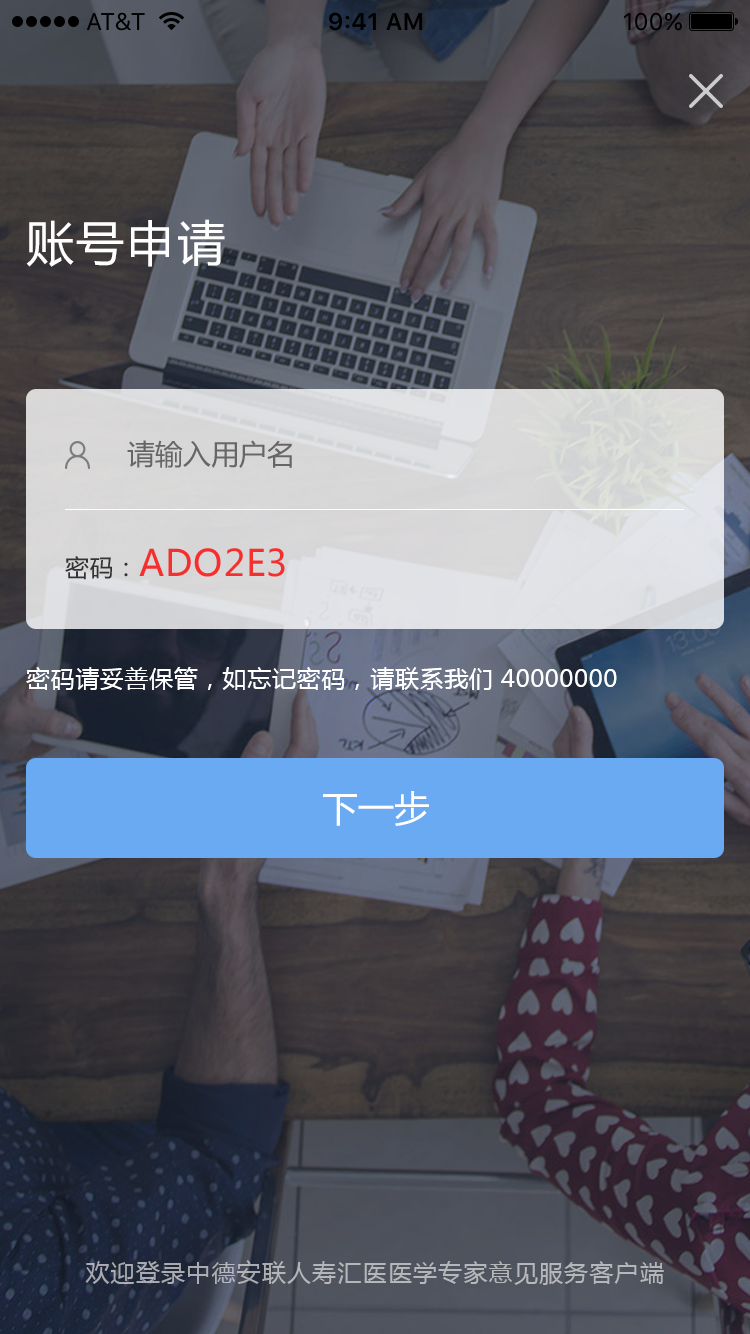 AT&T 9:41 AM 100%
账号申请
请输入用户名
密码：ADO2E3
密码请妥善保管，如忘记密码，请联系我们 40000000
下一步
欢迎登录中德安联人寿汇医医学专家意见服务客户端